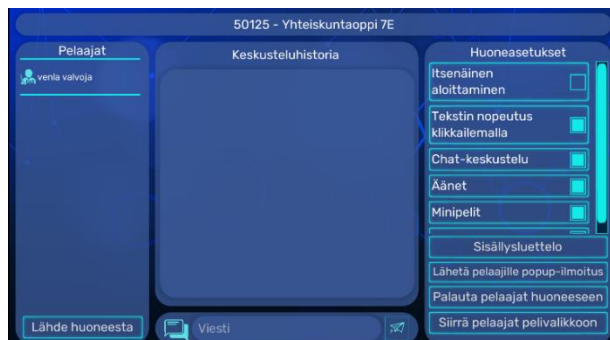 50125 - Yhteiskuntaoppi 7E
Pelaajat
venla valvoja
Lähde huoneesta
Keskusteluhistoria
Viesti
Huoneasetukset
Itsenäinen
aloittaminen
Tekstin nopeutus
klikkailemalla
Chat-keskustelu
Äänet
Minipelit
Sisällysluettelo
Lähetä pelaajille popup-ilmoitus
Palauta pelaajat huoneeseen
Siirrä pelaajat pelivalikkoon